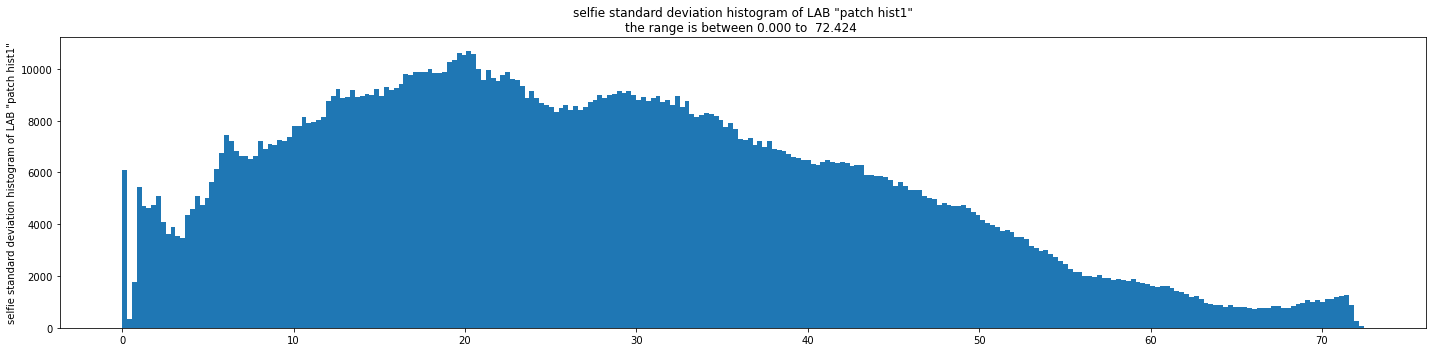 selfie standard deviation histogram of LAB "patch hist1"
the range is between 0.000 to  72.424
selfie standard deviation histogram of LAB "patch hist1"
10000
8000
6000
4000
2000
0
0 10 20 30 40 50 60 70